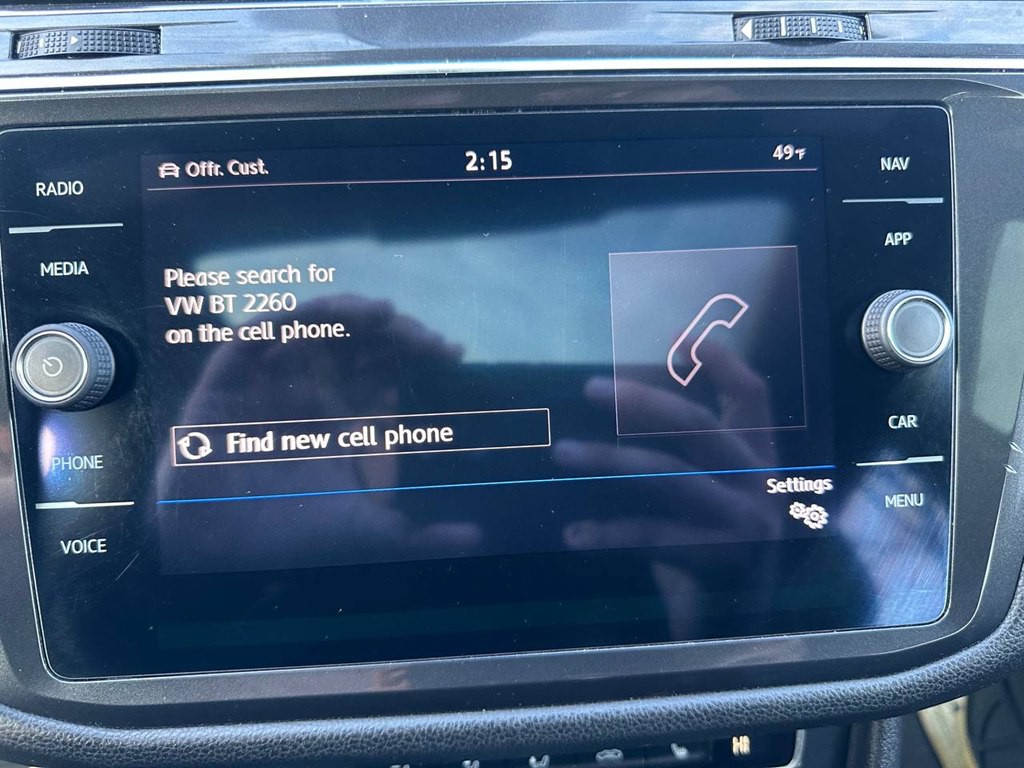 RADIO
MEDIA
PHONE
VOICE
Offr. Cust.
2:15
49°F
Please search for
VW BT 2260
on the cell phone.
Find new cell phone
Settings
NAV
APP
CAR
MENU